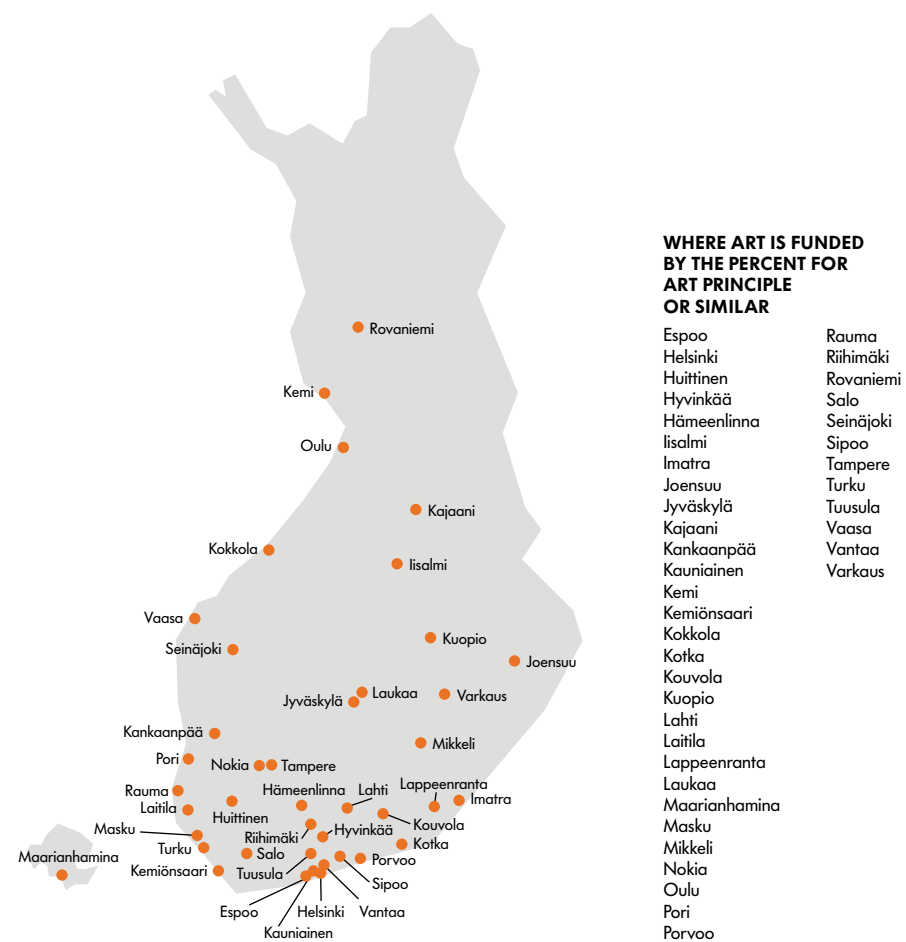 Rovaniemi
Kemi
Oulu
Kajaani
Kokkola
Iisalmi
Vaasa
Seinäjoki
Kuopio
Joensuu
Laukaa
Jyväskylä
Varkaus
Kankaanpää
Mikkeli
Pori
Nokia
Tampere
Rauma
Hämeenlinna
Lahti
Lappeenranta
Imatra
Laitila
Huittinen
Kouvola
Masku
Riihimäki
Hyvinkää
Turku
Salo
Kotka
Maarianhamina
Kemiönsaari
Tuusula
Porvoo
Sipoo
Espoo
Helsinki
Vantaa
Kauniainen
WHERE ART IS FUNDED
BY THE PERCENT FOR
ART PRINCIPLE
OR SIMILAR
Espoo
Helsinki
Huittinen
Hyvinkää
Hämeenlinna
Iisalmi
Imatra
Joensuu
Jyväskylä
Kajaani
Kankaanpää
Kauniainen
Kemi
Kemiönsaari
Kokkola
Kotka
Kouvola
Kuopio
Lahti
Laitila
Lappeenranta
Laukaa
Maarianhamina
Masku
Mikkeli
Nokia
Oulu
Pori
Porvoo
Rauma
Riihimäki
Rovaniemi
Salo
Seinäjoki
Sipoo
Tampere
Turku
Tuusula
Vaasa
Vantaa
Varkaus